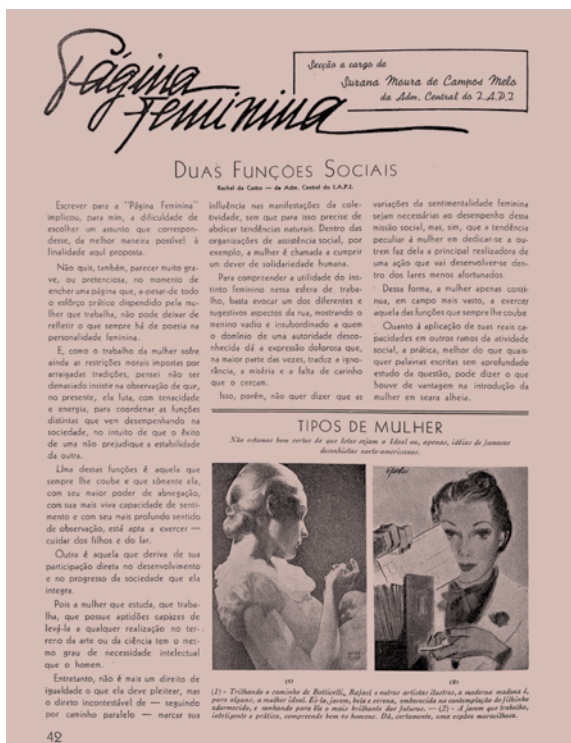 Página
Feminina
Secção a cargo de
Surana Moura de Campos Melo
da Adm. Central do I.A.P.I
DUAS FUNÇÕES SOCIAIS
Rachel de Castro — da Adm. Central do I.A.P.I.
Escrever para a "Página Feminina"
implicou, para mim, a dificuldade de
escolher um assunto que correspon-
desse, da melhor maneira possível à
finalidade aqui proposta.
Não quis, também, parecer muito gra-
ve, ou pretenciosa, no momento de
encher uma página que, a-pesar-de todo
o esfôrço prático dispendido pela mu-
lher que trabalha, não pode deixar de
refletir o que sempre há de poesia na
personalidade feminina.
E, como o trabalho da mulher sofre
ainda as restrições morais impostas por
arraigadas tradições, pensei não ser
demasiado insistir na observação de que,
no presente, ela luta, com tenacidade
e energia, para coordenar as funções
distintas que vem desempenhando na
sociedade, no intuito de que o êxito
de uma não prejudique a estabilidade
da outra.
Uma dessas funções é aquela que
sempre lhe coube e que sòmente ela,
com seu maior poder de abnegação,
com sua mais viva capacidade de senti-
mento e com seu mais profundo sentido
de observação, está apta a exercer —
cuidar dos filhos e do lar.
Outra é aquela que deriva de sua
participação direta no desenvolvimento
e no progresso da sociedade que ela
integra.
Pois a mulher que estuda, que traba-
lha, que possue aptidões capazes de
levá-la a qualquer realização no ter-
reno da arte ou da ciência tem o mes-
mo grau de necessidade intelectual
que o homem.
Entretanto, não é mais um direito de
igualdade o que ela deve pleitear, mas
o direito incontestável de — seguindo
por caminho paralelo — marcar sua
influência nas manifestações da cole-
tividade, sem que para isso precise de
abdicar tendências naturais. Dentro das
organizações de assistência social, por
exemplo, a mulher é chamada a cumprir
um dever de solidariedade humana.
Para compreender a utilidade do ins-
tinto feminino nessa esfera de traba-
lho, basta evocar um dos diferentes e
sugestivos aspectos da rua, mostrando o
menino vadio e insubordinado a quem
o domínio de uma autoridade desco-
nhecida dá a expressão dolorosa que,
na maior parte das vezes, traduz a igno-
rância, a miséria e a falta de carinho
que o cercam.
Isso, porém, não quer dizer que as
variações da sentimentalidade feminina
sejam necessárias ao desempenho dessa
missão social, mas, sim, que a tendência
peculiar á mulher em dedicar-se a ou-
trem faz dela a principal realizadora de
uma ação que vai desenvolver-se den-
tro dos lares menos afortunados.
Dessa forma, a mulher apenas conti-
nua, em campo mais vasto, a exercer
aquela das funções que sempre lhe coube
Quanto á aplicação de suas reais ca-
pacidades em outros ramos da atividade
social, a prática, melhor do que quais-
quer palavras escritas sem aprofundado
estudo da questão, pode dizer o que
houve de vantagem na introdução da
mulher em seara alheia.
TIPOS DE MULHER
Não estamos bem certos de que estes sejam o Ideal ou, apenas, idéias de famosos
desenhistas norte-americanos.
(1)
(2)
(1) - Trilhando o caminho de Botticelli, Rafael e outros artistas ilustres, a moderna madona é,
para alguns, a mulher ideal. Ei-la, jovem, bela e serena, embevecida na contemplação do filhinho
adormecido, e sonhando para êle o mais brilhante dos futuros. — (2) - A jovem que trabalha,
inteligente e prática, compreende bem os homens. Dá, certamente, uma esposa maravilhosa.
42